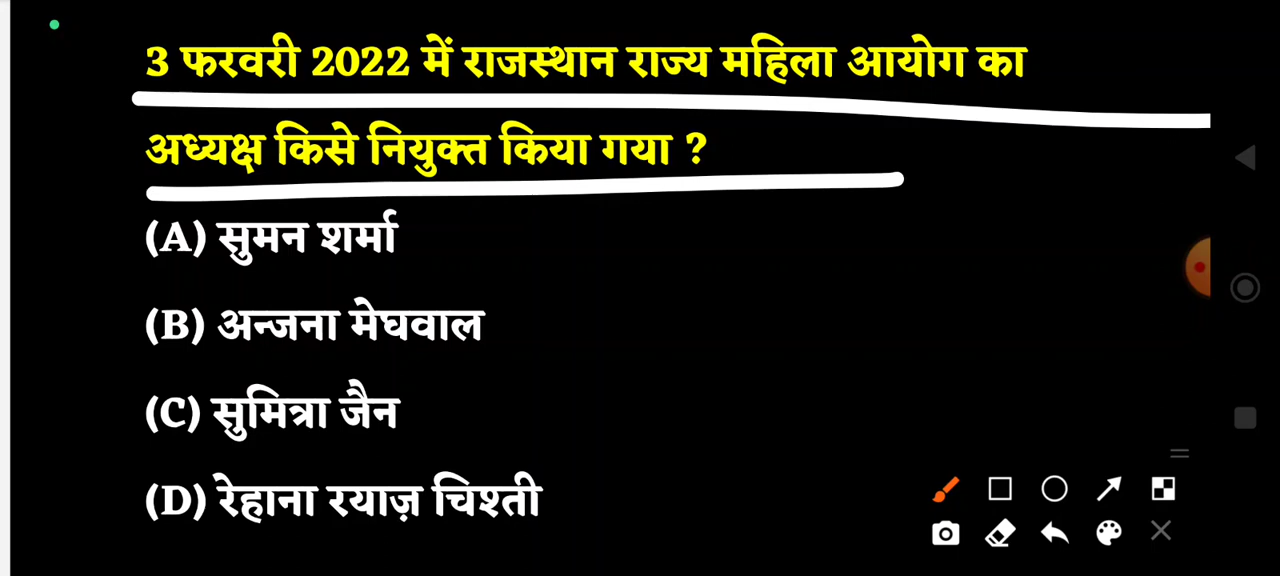 3 फरवरी 2022 में राजस्थान राज्य महिला आयोग का
अध्यक्ष किसे नियुक्त किया गया ?
(A) सुमन शर्मा
(B) अन्जना मेघवाल
(C) सुमित्रा जैन
(D) रेहाना रयाज़ चिश्ती